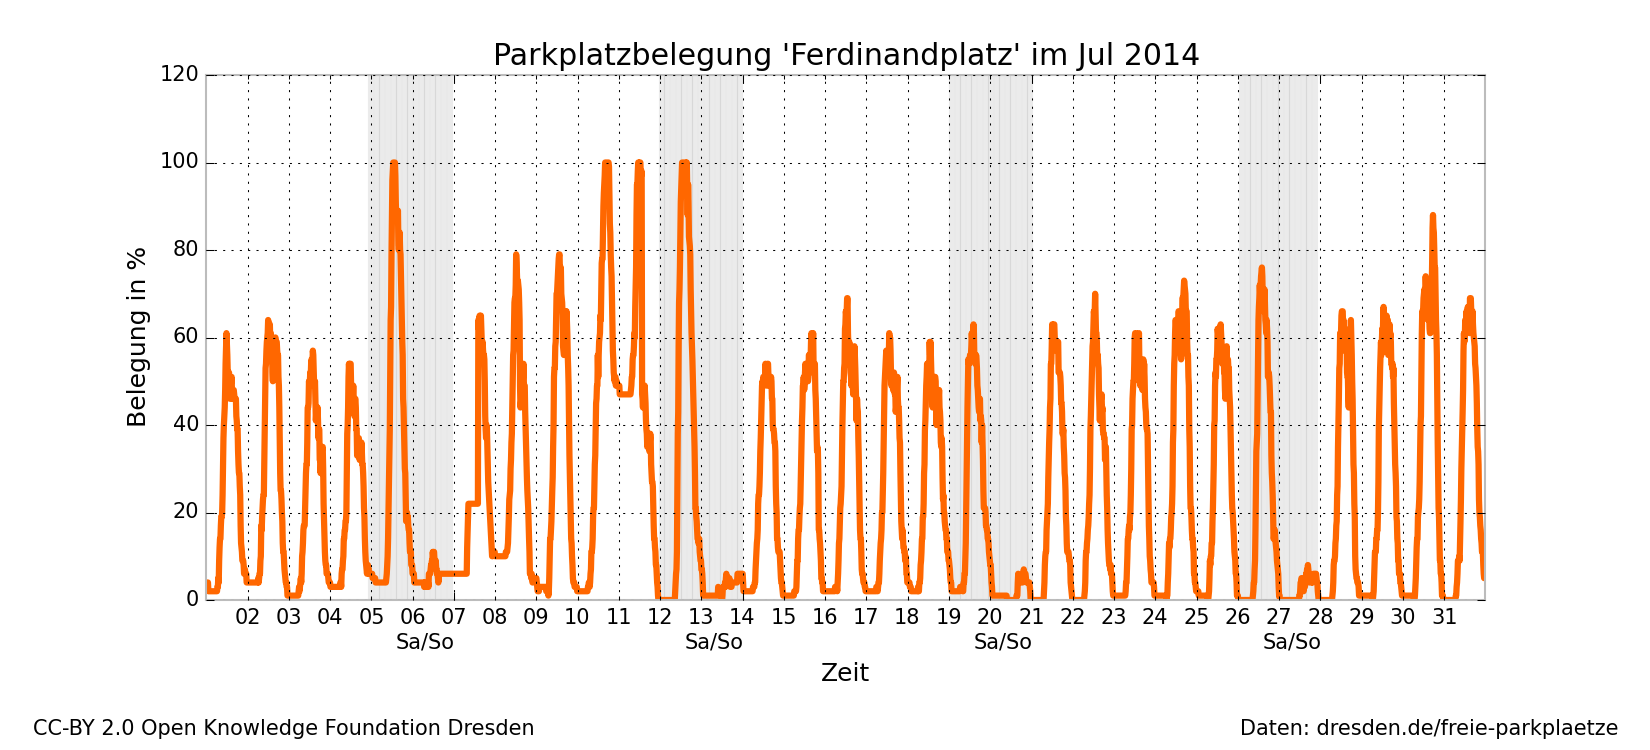 Parkplatzbelegung 'Ferdinandplatz' im Jul 2014
120
100
80
60
40
20
0
Belegung in %
02 03 04 05 06 07 08 09 10 11 12 13 14 15 16 17 18 19 20 21 22 23 24 25 26 27 28 29 30 31
Sa/So Sa/So Sa/So Sa/So
Zeit
CC-BY 2.0 Open Knowledge Foundation Dresden
Daten: dresden.de/freie-parkplaetze